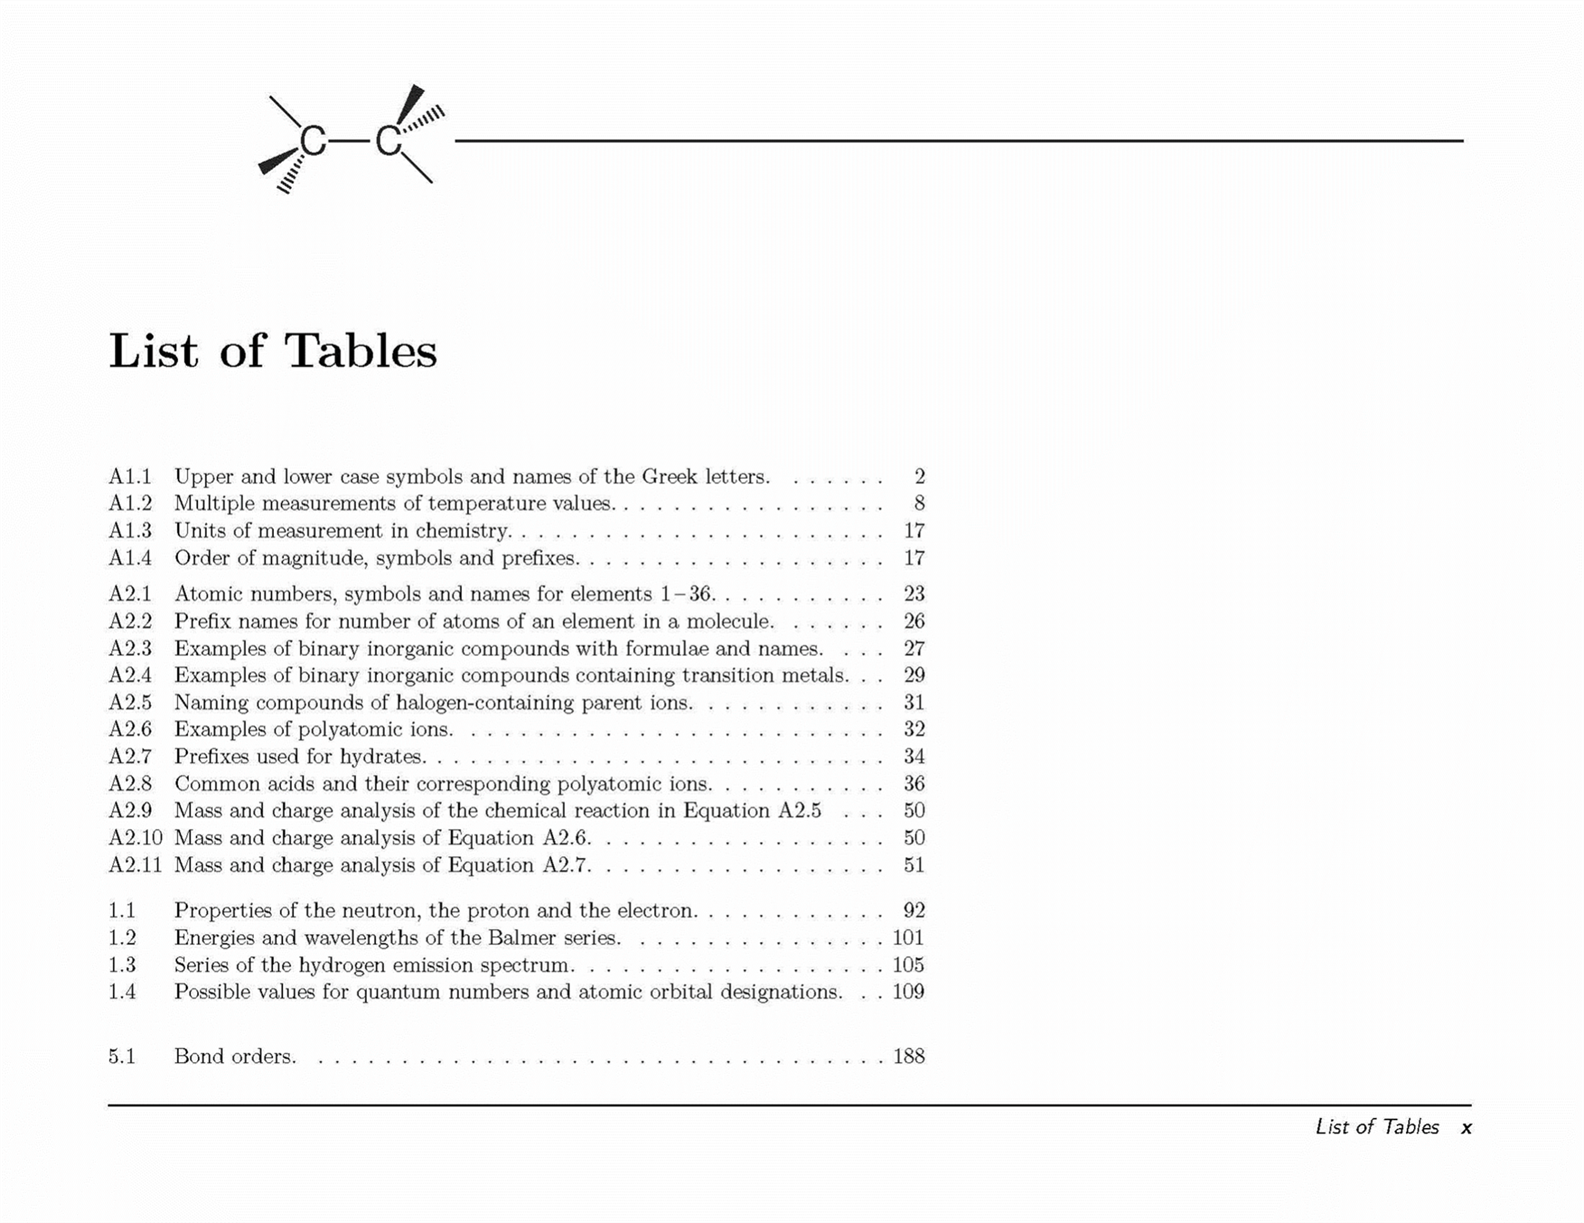 C C
List of Tables
A1.1 Upper and lower case symbols and names of the Greek letters. . . . . . . 2
A1.2 Multiple measurements of temperature values. . . . . . . . . . . . . . . . . 8
A1.3 Units of measurement in chemistry. . . . . . . . . . . . . . . . . . . . . . . 17
A1.4 Order of magnitude, symbols and prefixes. . . . . . . . . . . . . . . . . . . 17
A2.1 Atomic numbers, symbols and names for elements 1–36. . . . . . . . . . . 23
A2.2 Prefix names for number of atoms of an element in a molecule. . . . . . . 26
A2.3 Examples of binary inorganic compounds with formulae and names. . . . 27
A2.4 Examples of binary inorganic compounds containing transition metals. . . 29
A2.5 Naming compounds of halogen-containing parent ions. . . . . . . . . . . . 31
A2.6 Examples of polyatomic ions. . . . . . . . . . . . . . . . . . . . . . . . . . 32
A2.7 Prefixes used for hydrates. . . . . . . . . . . . . . . . . . . . . . . . . . . . 34
A2.8 Common acids and their corresponding polyatomic ions. . . . . . . . . . . 36
A2.9 Mass and charge analysis of the chemical reaction in Equation A2.5 . . . 50
A2.10 Mass and charge analysis of Equation A2.6. . . . . . . . . . . . . . . . . . 50
A2.11 Mass and charge analysis of Equation A2.7. . . . . . . . . . . . . . . . . . 51
1.1 Properties of the neutron, the proton and the electron. . . . . . . . . . . . 92
1.2 Energies and wavelengths of the Balmer series. . . . . . . . . . . . . . . . 101
1.3 Series of the hydrogen emission spectrum. . . . . . . . . . . . . . . . . . . 105
1.4 Possible values for quantum numbers and atomic orbital designations. . . 109
5.1 Bond orders. . . . . . . . . . . . . . . . . . . . . . . . . . . . . . . . . . . 188
List of Tables x